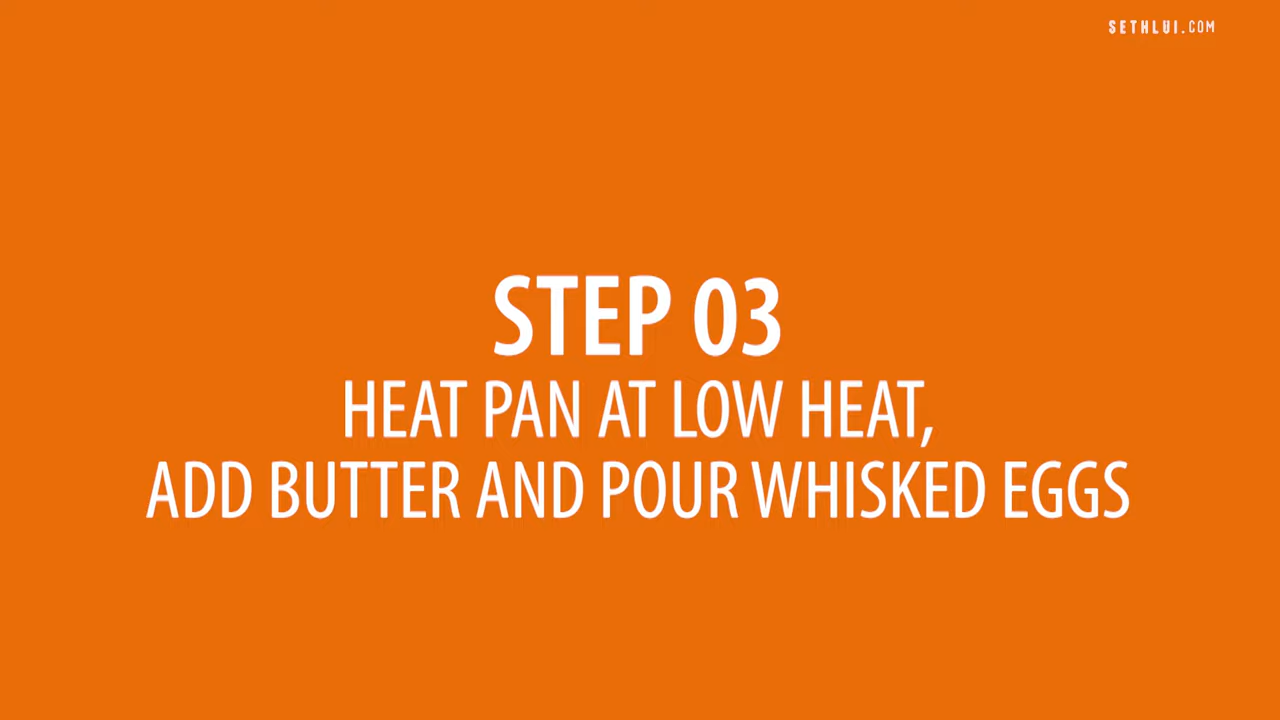 SETHLUI.COM
STEP 03
HEAT PAN AT LOW HEAT,
ADD BUTTER AND POUR WHISKED EGGS